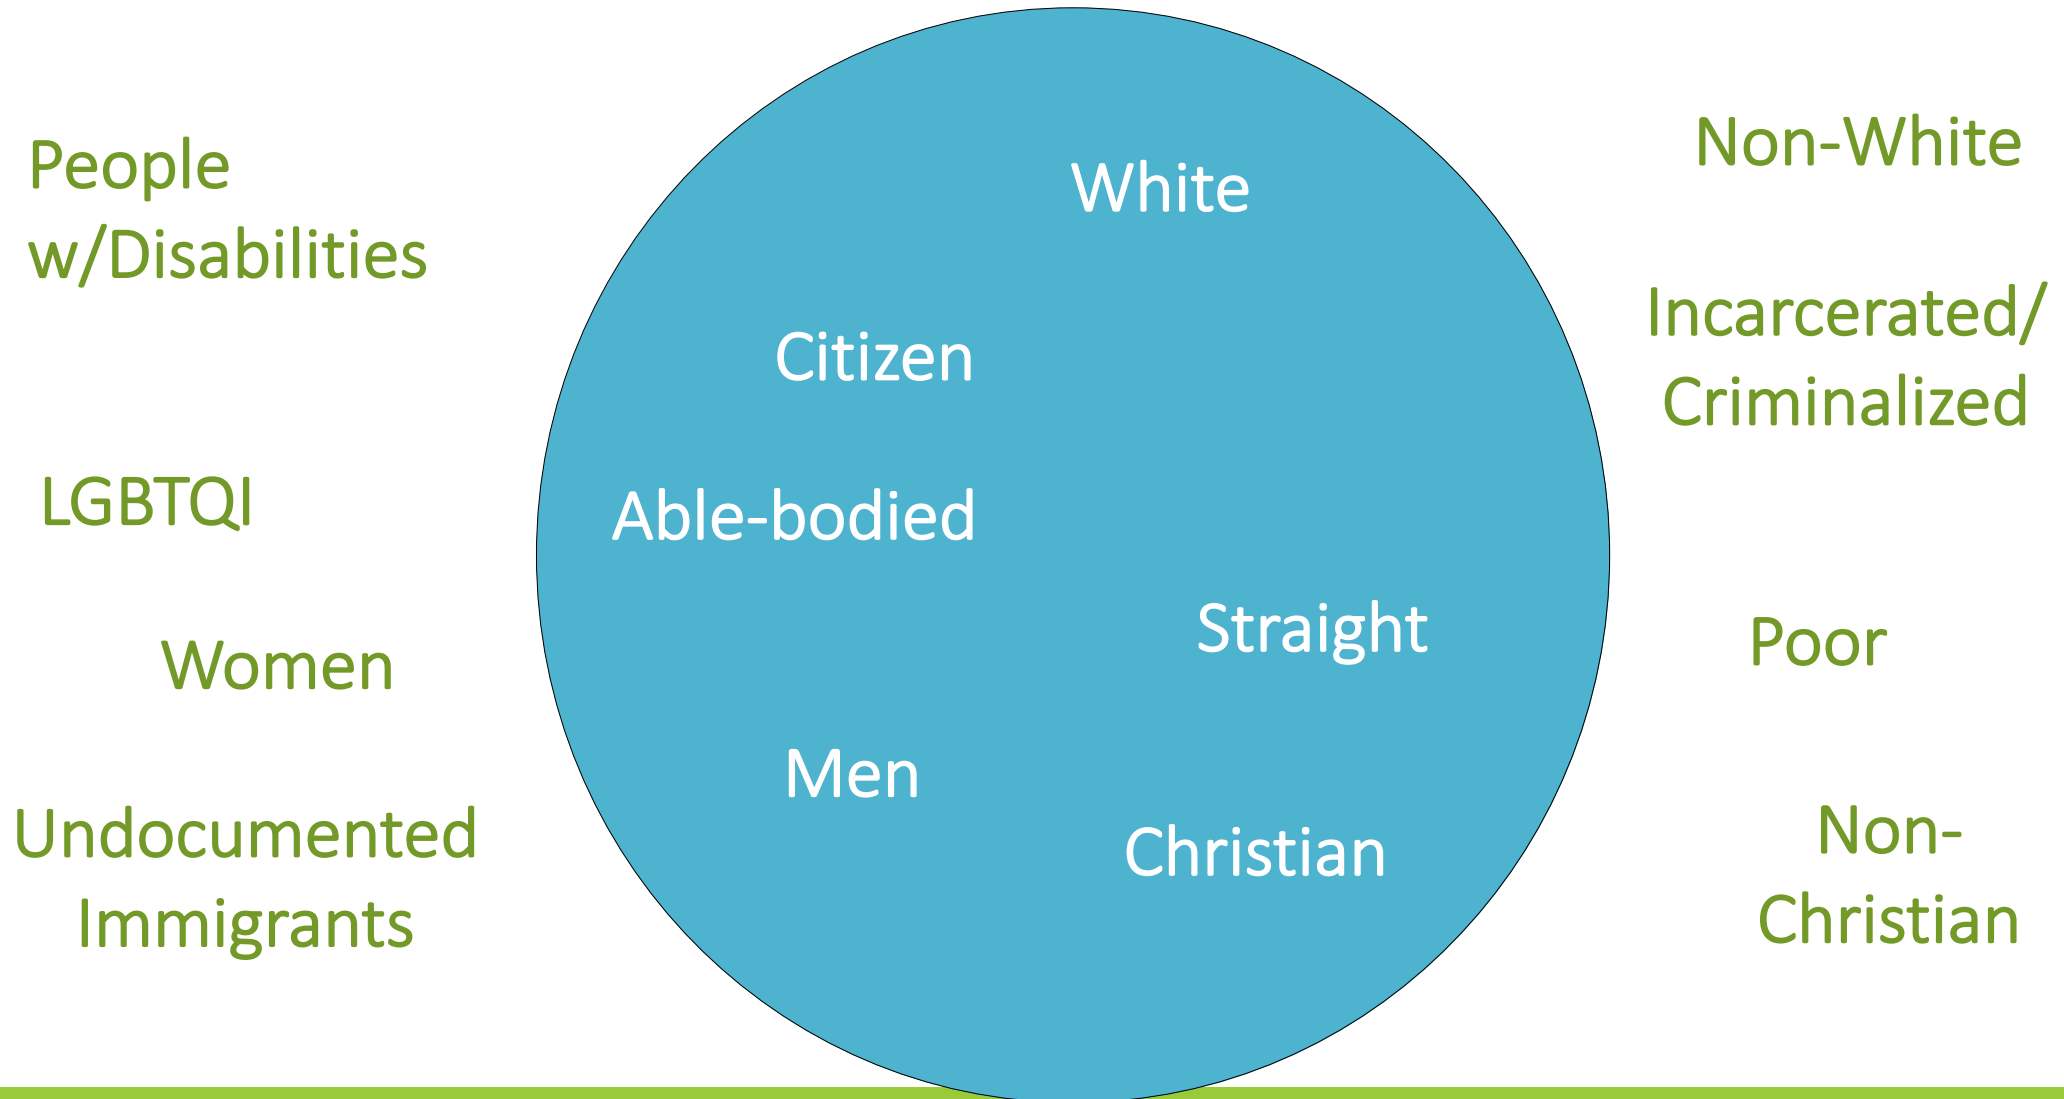 People
w/Disabilities
LGBTQI
Women
Undocumented
Immigrants
White
Citizen
Able-bodied
Straight
Men
Christian
Non-White
Incarcerated/
Criminalized
Poor
Non-
Christian